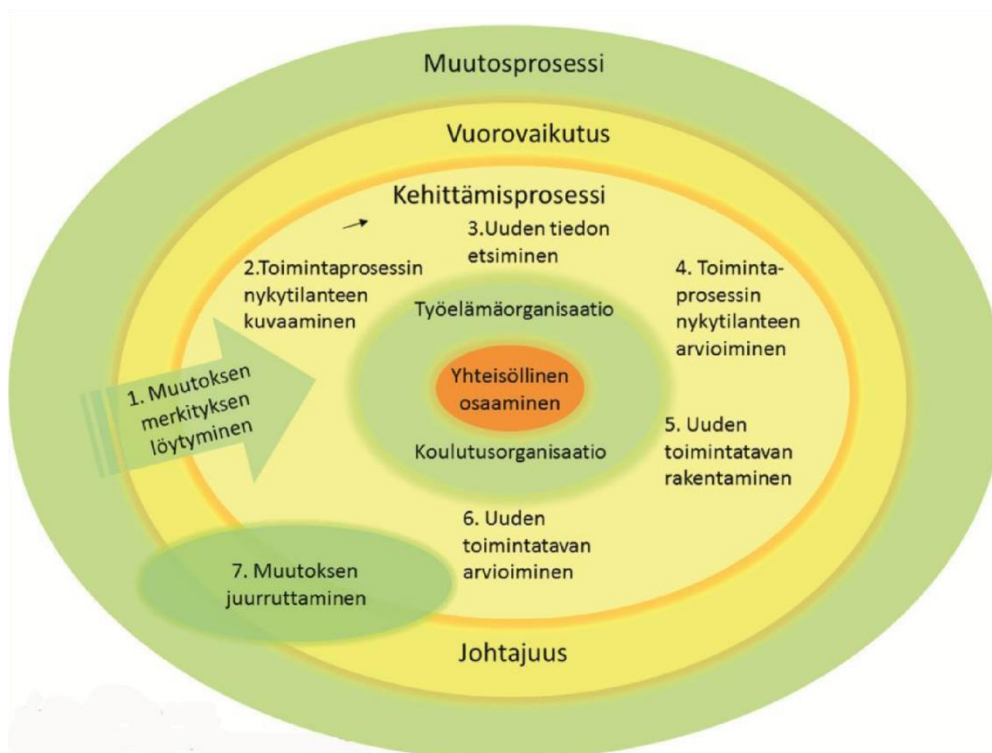 Muutosprosessi
Vuorovaikutus
Kehittämisprosessi
1. Muutoksen
merkityksen
löytyminen
2.Toimintaprosessin
nykytilanteen
kuvaaminen
3.Uuden tiedon
etsiminen
4. Toiminta-
prosessin
nykytilanteen
arvioiminen
Työelämäorganisaatio
Yhteisöllinen
osaaminen
Koulutusorganisaatio
5. Uuden
toimintatavan
rakentaminen
6. Uuden
toimintatavan
arvioiminen
7. Muutoksen
juurruttaminen
Johtajuus